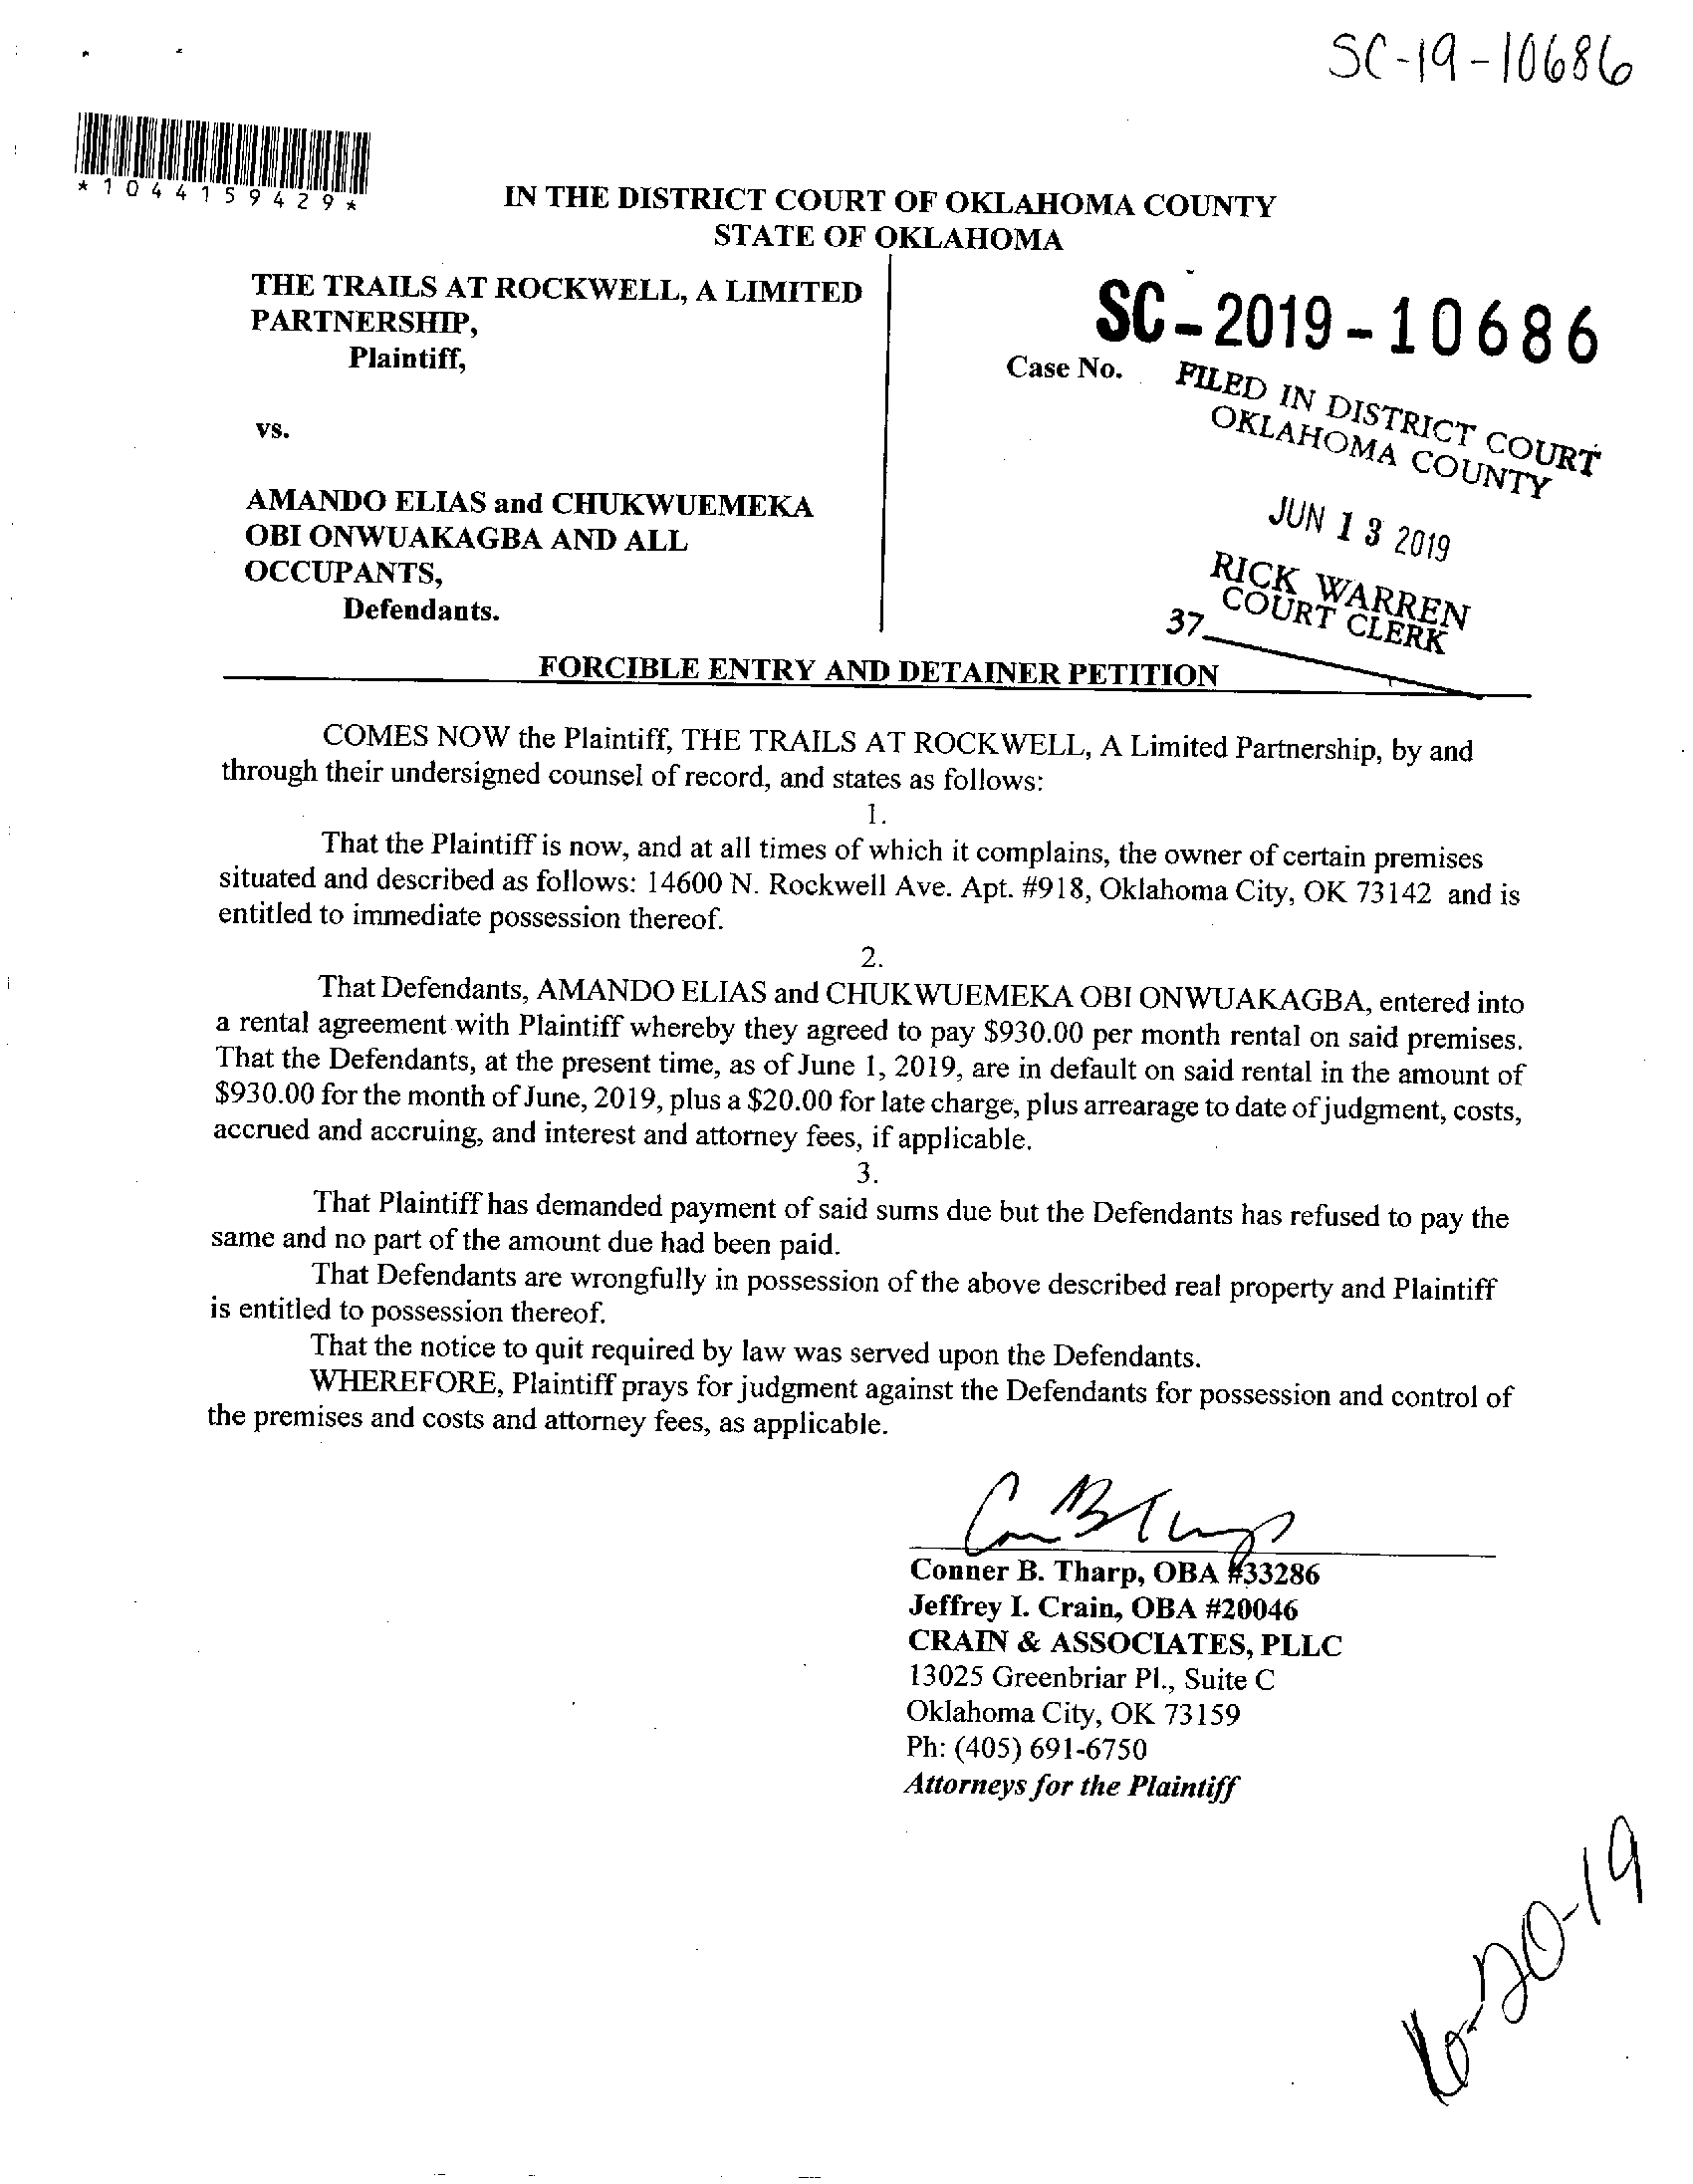 SC-19-10686
*1044159429*
IN THE DISTRICT COURT OF OKLAHOMA COUNTY
STATE OF OKLAHOMA
THE TRAILS AT ROCKWELL, A LIMITED
PARTNERSHIP,
Plaintiff,
vs.
AMANDO ELIAS and CHUKWUEMEKA
OBI ONWUAKAGBA AND ALL
OCCUPANTS,
Defendants.
SC-2019-10686
Case No.
FILED IN DISTRICT COURT
OKLAHOMA COUNTY
JUN 13 2019
RICK WARREN
COURT CLERK
37
FORCIBLE ENTRY AND DETAINER PETITION
COMES NOW the Plaintiff, THE TRAILS AT ROCKWELL, A Limited Partnership, by and
through their undersigned counsel of record, and states as follows:
1.
That the Plaintiff is now, and at all times of which it complains, the owner of certain premises
situated and described as follows: 14600 N. Rockwell Ave. Apt. #918, Oklahoma City, OK 73142 and is
entitled to immediate possession thereof.
2.
That Defendants, AMANDO ELIAS and CHUKWUEMEKA OBI ONWUAKAGBA, entered into
a rental agreement with Plaintiff whereby they agreed to pay $930.00 per month rental on said premises.
That the Defendants, at the present time, as of June 1, 2019, are in default on said rental in the amount of
$930.00 for the month of June, 2019, plus a $20.00 for late charge, plus arrearage to date of judgment, costs,
accrued and accruing, and interest and attorney fees, if applicable.
3.
That Plaintiff has demanded payment of said sums due but the Defendants has refused to pay the
same and no part of the amount due had been paid.
That Defendants are wrongfully in possession of the above described real property and Plaintiff
is entitled to possession thereof.
That the notice to quit required by law was served upon the Defendants.
WHEREFORE, Plaintiff prays for judgment against the Defendants for possession and control of
the premises and costs and attorney fees, as applicable.
Conner B. Tharp, OBA #33286
Jeffrey I. Crain, OBA #20046
CRAIN & ASSOCIATES, PLLC
13025 Greenbriar Pl., Suite C
Oklahoma City, OK 73159
Ph: (405) 691-6750
Attorneys for the Plaintiff
6-20-19